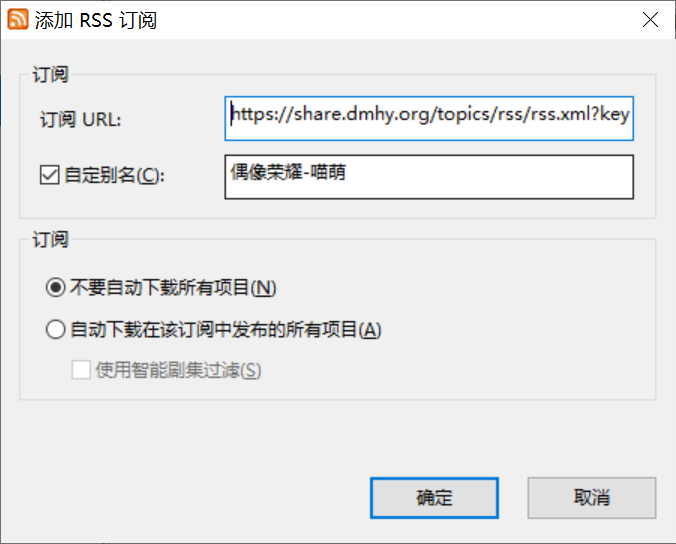 添加 RSS 订阅
订阅
订阅 URL:
https://share.dmhy.org/topics/rss/rss.xml?key
自定别名(C):
偶像荣耀-喵萌
订阅
不要自动下载所有项目(N)
自动下载在该订阅中发布的所有项目(A)
使用智能剧集过滤(S)
确定
取消